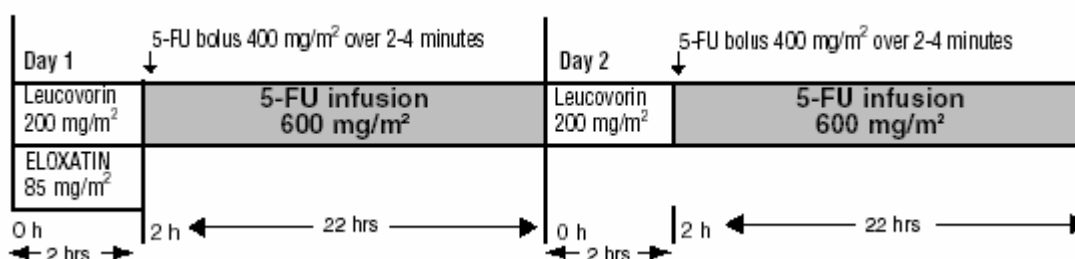 5-FU bolus 400 mg/m² over 2-4 minutes
Day 1
Leucovorin
200 mg/m²
5-FU infusion
600 mg/m²
ELOXATIN
85 mg/m²
0 h
2 h
22 hrs
2 hrs
5-FU bolus 400 mg/m² over 2-4 minutes
Day 2
Leucovorin
200 mg/m²
5-FU infusion
600 mg/m²
0 h
2 h
22 hrs
2 hrs